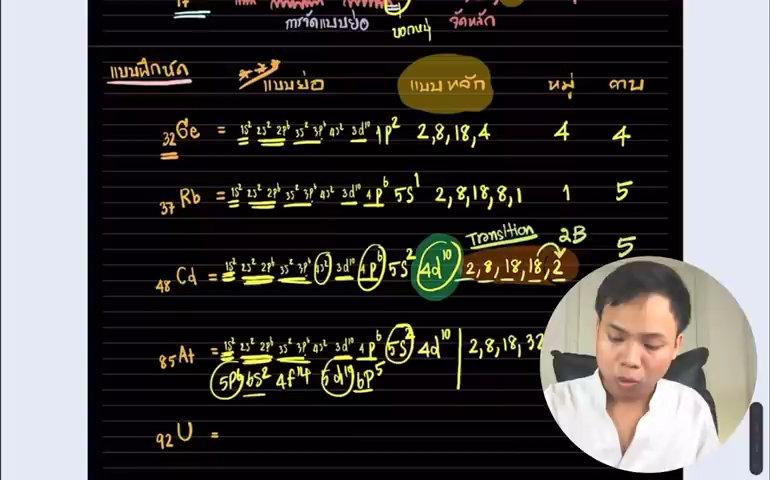 17
การจัดแบบย่อ บอกหมู่ จัดหลัก
แบบฝึกหัด แบบย่อ แบบหลัก หมู่ คาบ
32Ge = 1s² 2s² 2p⁶ 3s² 3p⁶ 4s² 3d¹⁰ 4p² 2,8,18,4 4 4
37Rb = 1s² 2s² 2p⁶ 3s² 3p⁶ 4s² 3d¹⁰ 4p⁶ 5s¹ 2,8,18,8,1 1 5
Transition 2B
48Cd = 1s² 2s² 2p⁶ 3s² 3p⁶ 4s² 3d¹⁰ 4p⁶ 5s² 4d¹⁰ 2,8,18,18,2 5
85At = 1s² 2s² 2p⁶ 3s² 3p⁶ 4s² 3d¹⁰ 4p⁶ 5s² 4d¹⁰ 2,8,18,32
5p⁶ 6s² 4f¹⁴ 5d¹⁰ 6p⁵
92U =